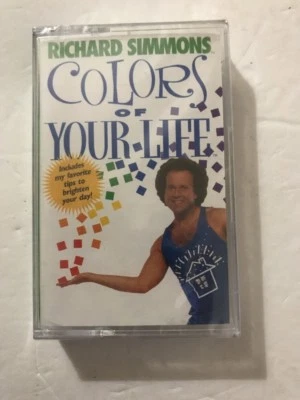 RICHARD SIMMONS
COLORS
OF
YOUR LIFE
Includes
my favorite
tips to
brighten
your day!